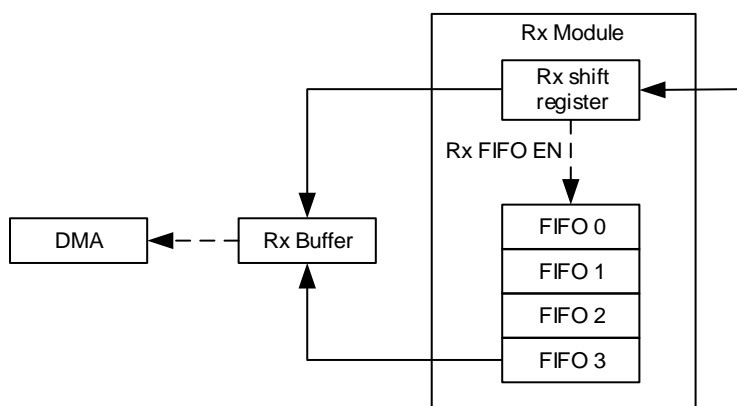 Rx Module
Rx shift
register
Rx FIFO EN
DMA
Rx Buffer
FIFO 0
FIFO 1
FIFO 2
FIFO 3